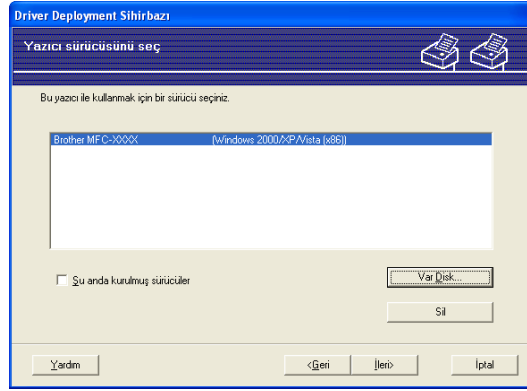 Driver Deployment Sihirbazı
Yazıcı sürücüsünü seç
Bu yazıcı ile kullanmak için bir sürücü seçiniz.
Brother MFC-XXXX (Windows 2000/XP/Vista (x86))
Şu anda kurulmuş sürücüler
Var Disk...
Sil
Yardım
<Geri
İleri>
İptal